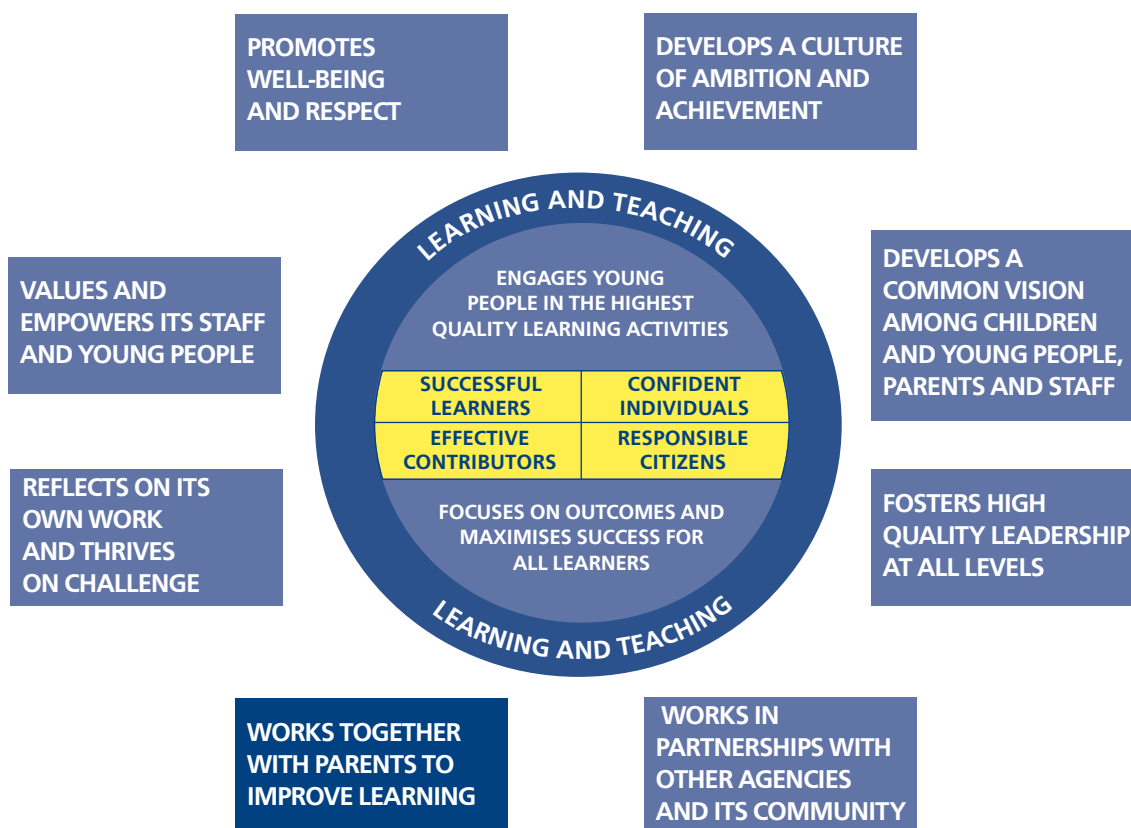 PROMOTES
WELL-BEING
AND RESPECT
DEVELOPS A CULTURE
OF AMBITION AND
ACHIEVEMENT
LEARNING AND TEACHING
ENGAGES YOUNG
PEOPLE IN THE HIGHEST
QUALITY LEARNING ACTIVITIES
VALUES AND
EMPOWERS ITS STAFF
AND YOUNG PEOPLE
DEVELOPS A
COMMON VISION
AMONG CHILDREN
AND YOUNG PEOPLE,
PARENTS AND STAFF
SUCCESSFUL
LEARNERS
CONFIDENT
INDIVIDUALS
EFFECTIVE
CONTRIBUTORS
RESPONSIBLE
CITIZENS
REFLECTS ON ITS
OWN WORK
AND THRIVES
ON CHALLENGE
FOCUSES ON OUTCOMES AND
MAXIMISES SUCCESS FOR
ALL LEARNERS
FOSTERS HIGH
QUALITY LEADERSHIP
AT ALL LEVELS
LEARNING AND TEACHING
WORKS TOGETHER
WITH PARENTS TO
IMPROVE LEARNING
WORKS IN
PARTNERSHIPS WITH
OTHER AGENCIES
AND ITS COMMUNITY